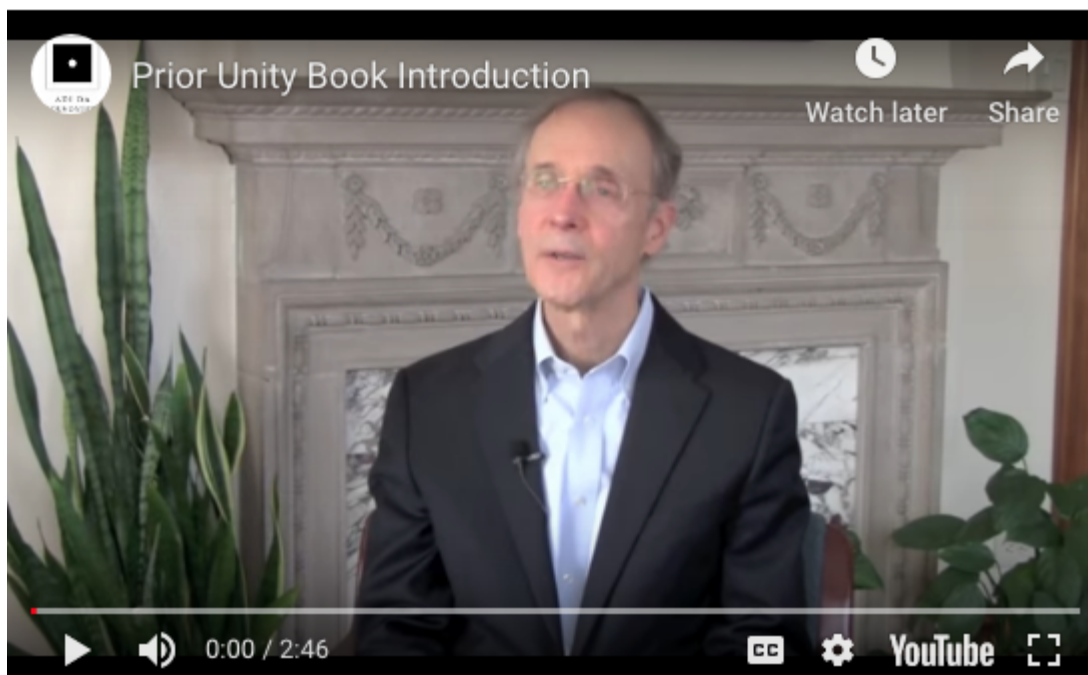 Prior Unity Book Introduction
Watch later
Share
0:00 / 2:46
CC
YouTube